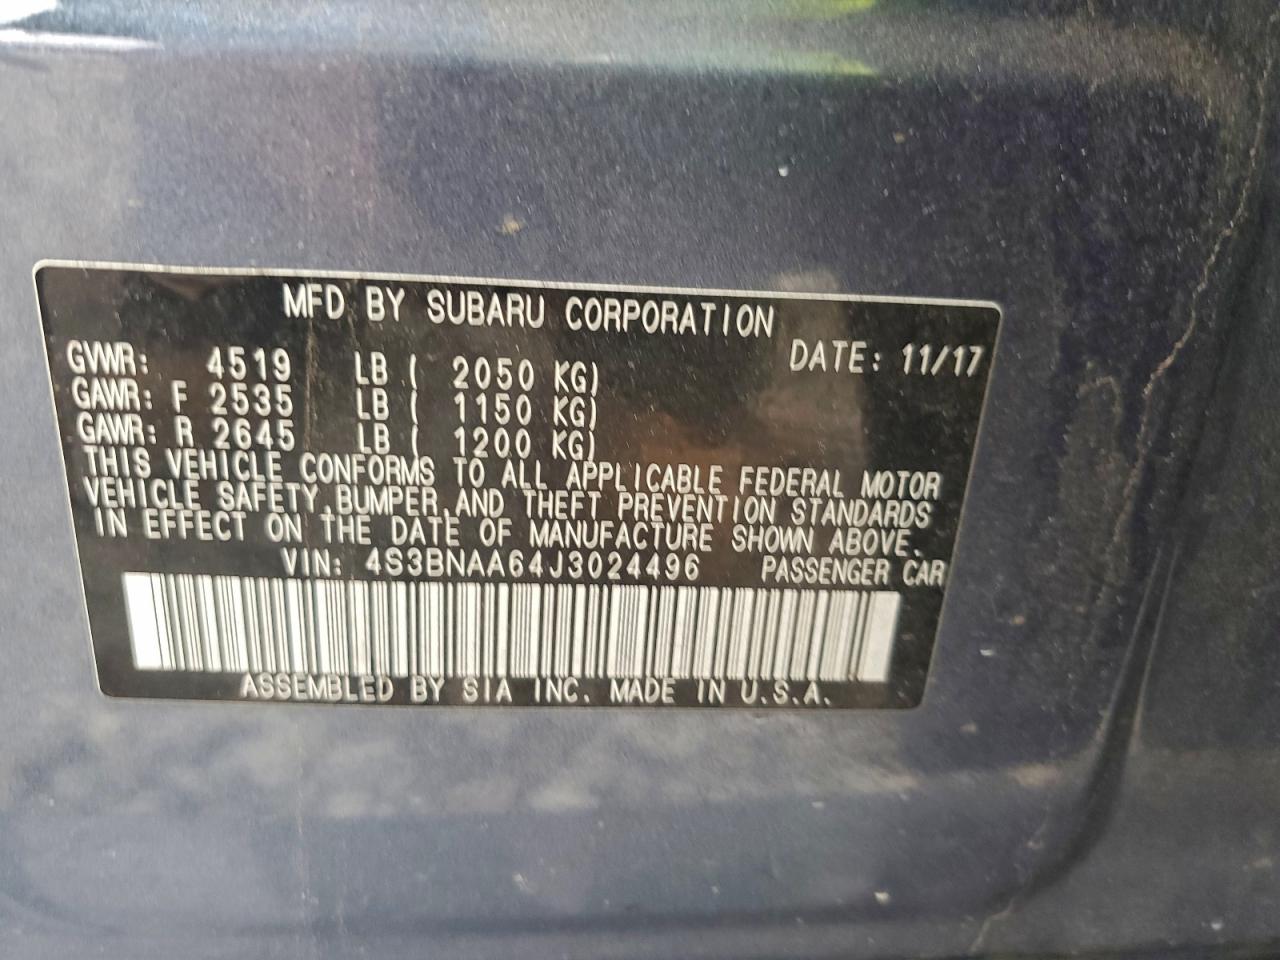 MFD BY SUBARU CORPORATION
DATE: 11/17
GVWR: 4519 LB ( 2050 KG)
GAWR: F 2535 LB ( 1150 KG)
GAWR: R 2645 LB ( 1200 KG)
THIS VEHICLE CONFORMS TO ALL APPLICABLE FEDERAL MOTOR
VEHICLE SAFETY,BUMPER,AND THEFT PREVENTION STANDARDS
IN EFFECT ON THE DATE OF MANUFACTURE SHOWN ABOVE.
VIN: 4S3BNAA64J3024496 PASSENGER CAR
ASSEMBLED BY SIA INC. MADE IN U.S.A.